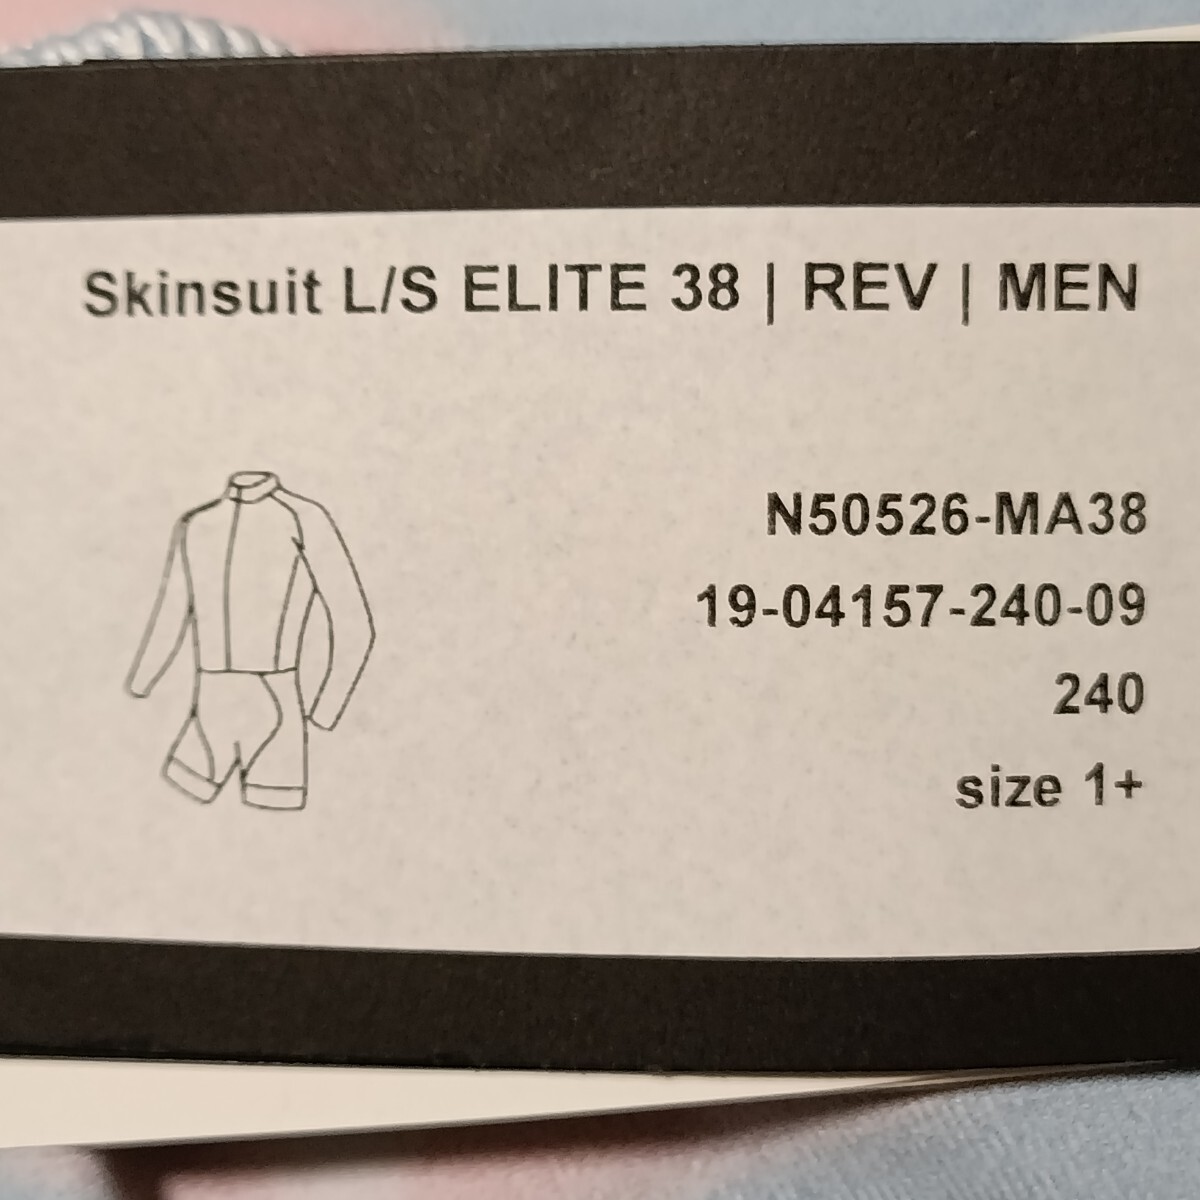 Skinsuit L/S ELITE 38 | REV | MEN
N50526-MA38
19-04157-240-09
240
size 1+